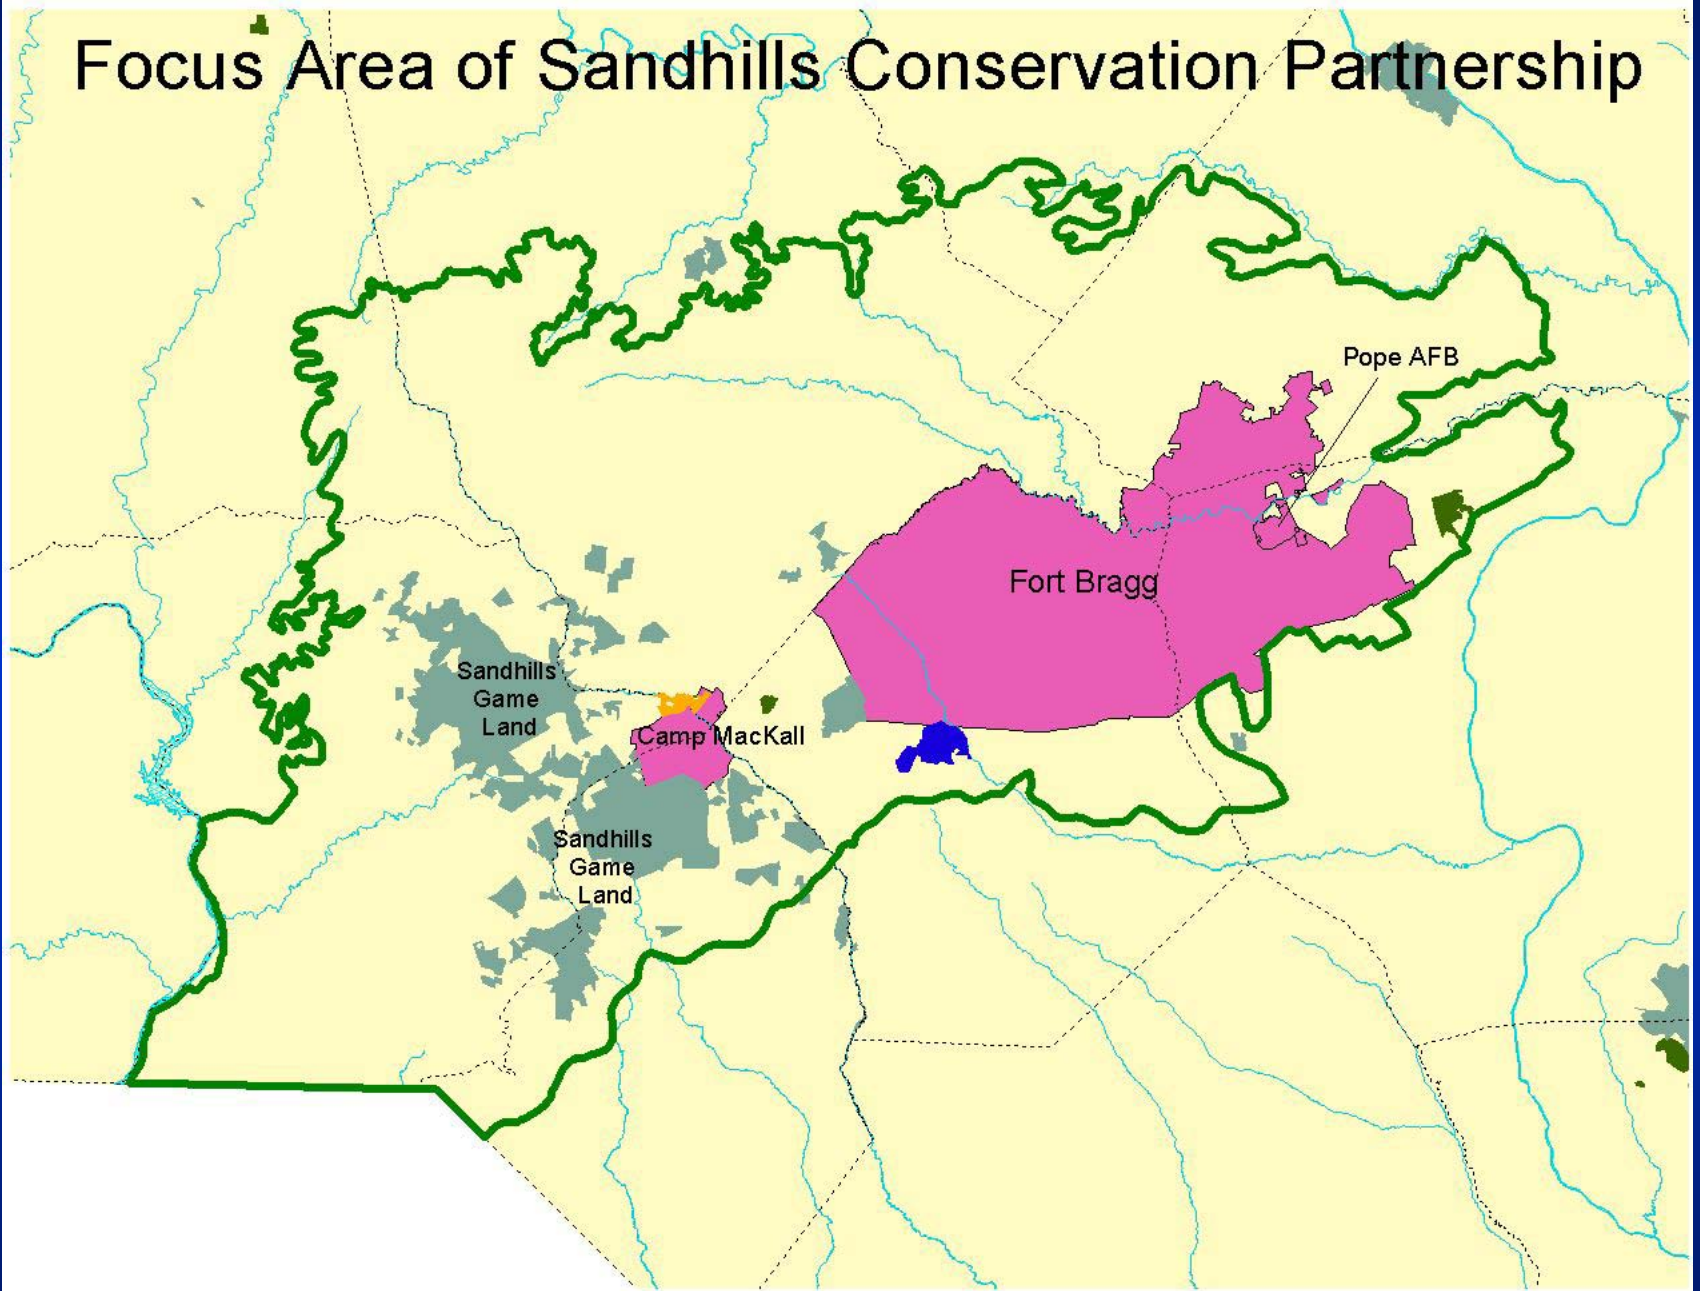 Focus Area of Sandhills Conservation Partnership
Pope AFB
Fort Bragg
Sandhills
Game
Land
Camp MacKall
Sandhills
Game
Land